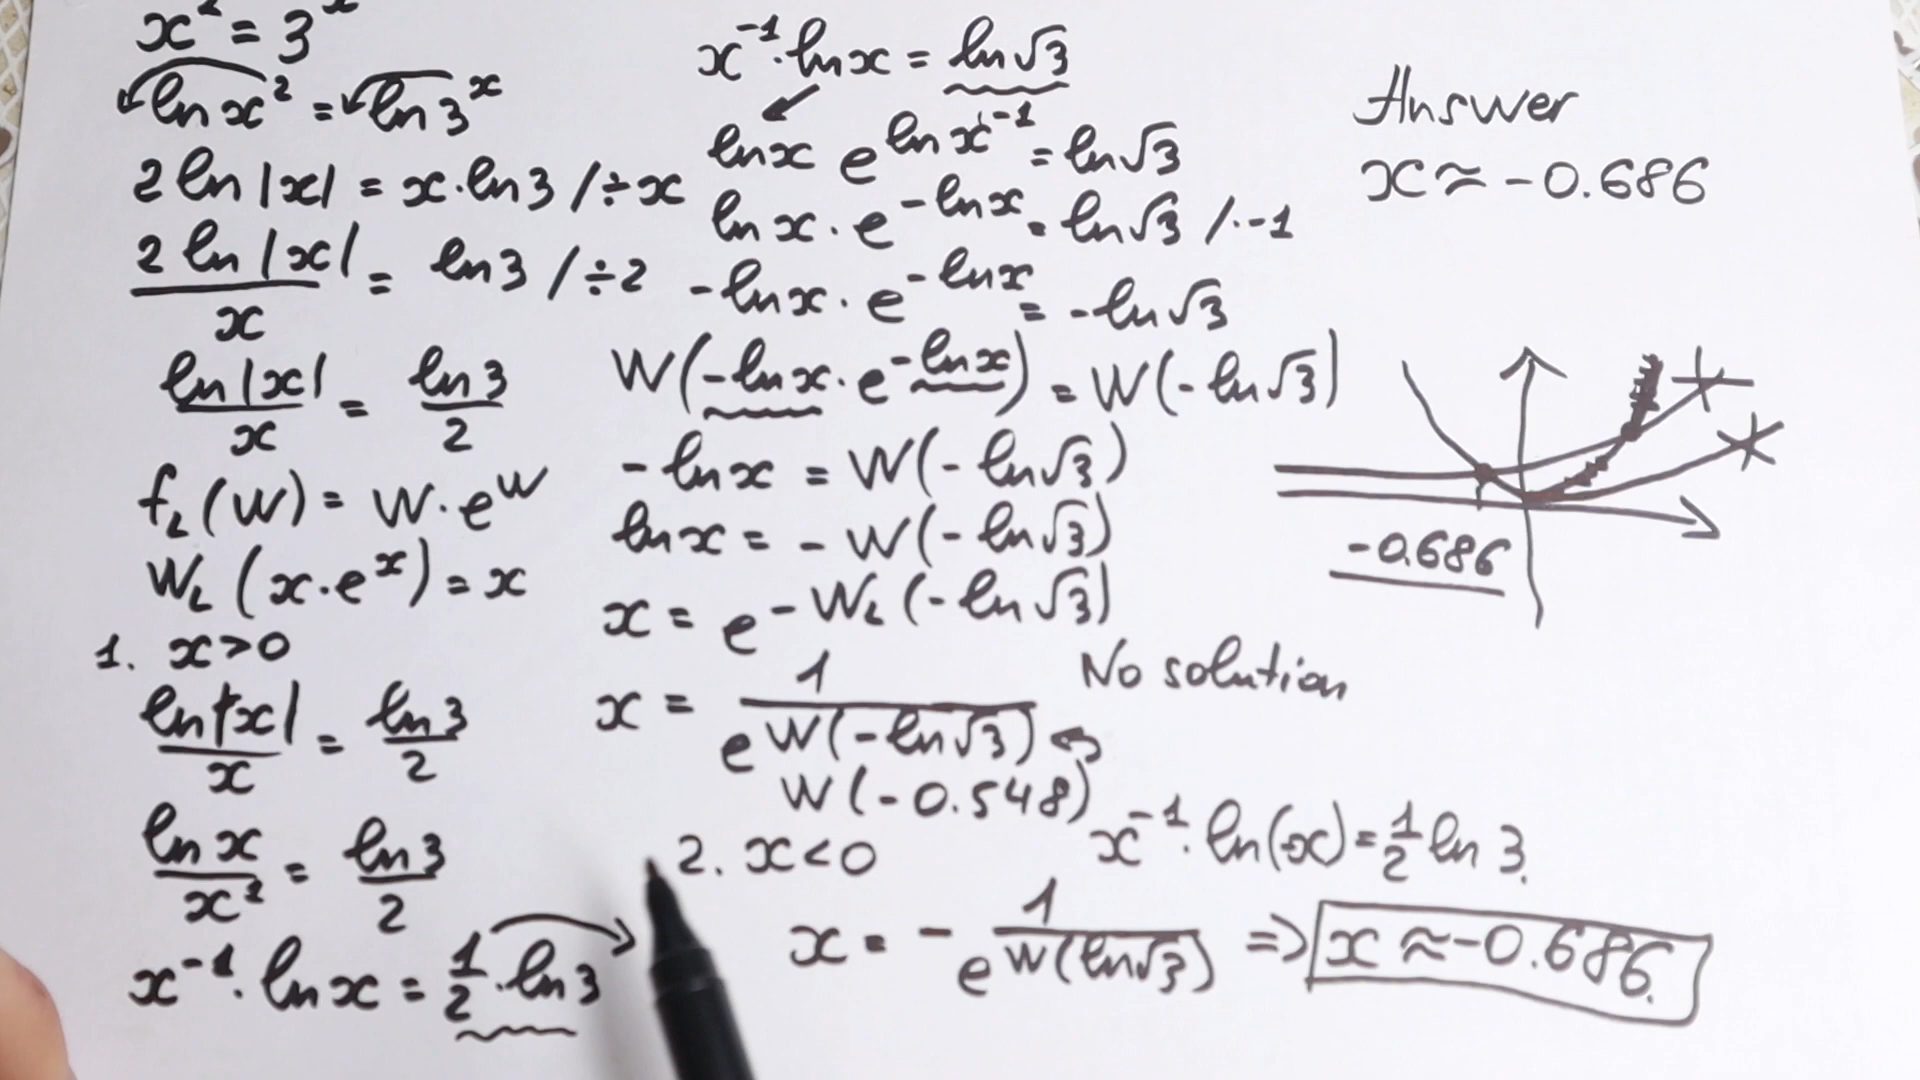 x² = 3ˣ
ln x² = ln 3ˣ
2 ln |x| = x · ln 3 / ÷ x
2 ln |x| / x = ln 3 / ÷ 2
ln |x| / x = ln 3 / 2
f_L (W) = W · e^W
W_L (x · eˣ) = x
1. x > 0
ln |x| / x = ln 3 / 2
ln x / x¹ = ln 3 / 2
x⁻¹ · ln x = 1/2 · ln 3
x⁻¹ · ln x = ln √3
ln x e^(ln x⁻¹) = ln √3
ln x · e^(-ln x) = ln √3 / · -1
-ln x · e^(-ln x) = -ln √3
W (-ln x · e^(-ln x)) = W (-ln √3)
-ln x = W (-ln √3)
ln x = -W (-ln √3)
x = e^(-W_L (-ln √3))
x = 1 / e^(W (-ln √3))
No solution
W (-0.548)
2. x < 0
x⁻¹ · ln (-x) = 1/2 ln 3.
x = - 1 / e^(W (ln √3)) ⇒ x ≈ -0.686.
Answer
x ≈ -0.686
-0.686